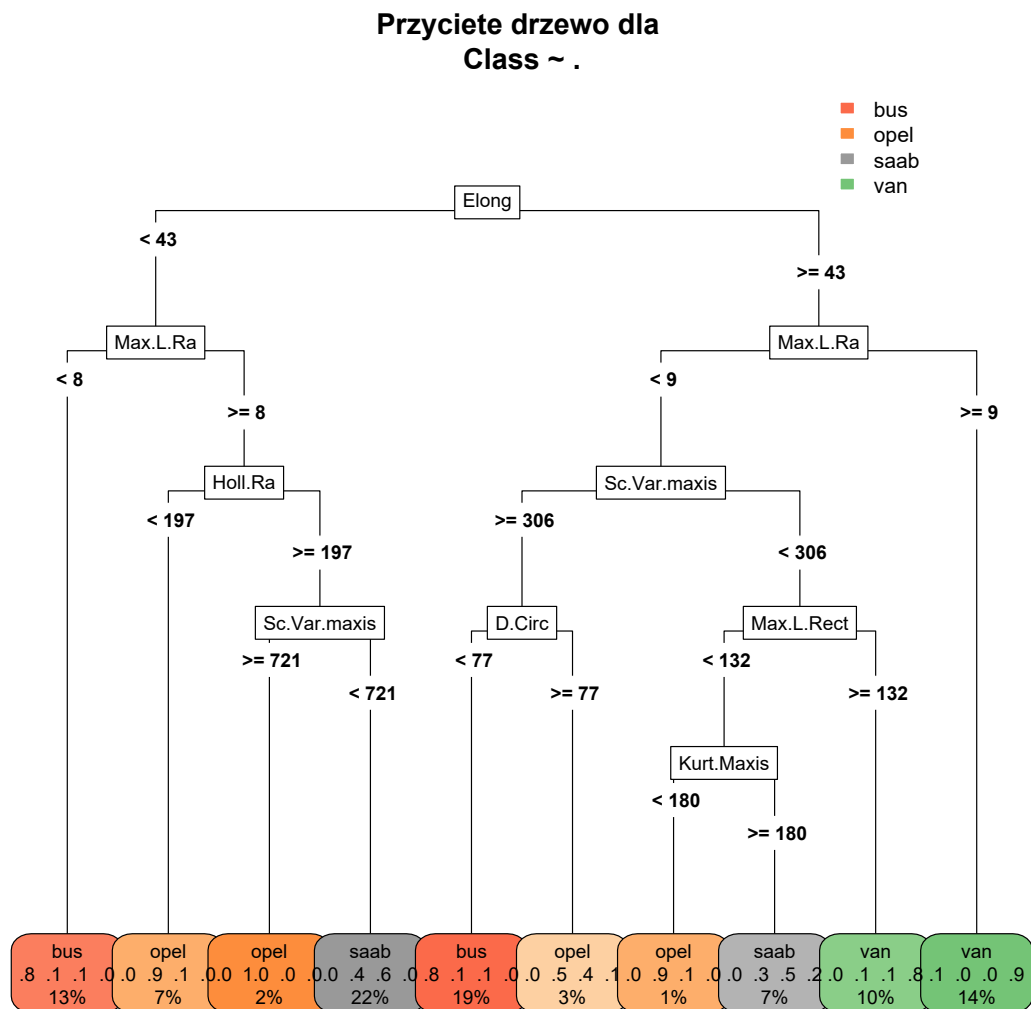 Przyciete drzewo dla
Class ~ .
bus
opel
saab
van
Elong
< 43
>= 43
Max.L.Ra
Max.L.Ra
< 8
< 9
>= 8
>= 9
Holl.Ra
Sc.Var.maxis
< 197
>= 306
>= 197
< 306
Sc.Var.maxis
D.Circ
Max.L.Rect
>= 721
< 77
< 132
< 721
>= 77
>= 132
Kurt.Maxis
< 180
>= 180
bus opel opel saab bus opel opel saab van van
.8 .1 .1 .0 .0 .9 .1 .0 .0 1.0 .0 .0 .0 .4 .6 .0 .8 .1 .1 .0 .0 .5 .4 .1 .0 .9 .1 .0 .0 .3 .5 .2 .0 .1 .1 .8 .1 .0 .0 .9
13% 7% 2% 22% 19% 3% 1% 7% 10% 14%